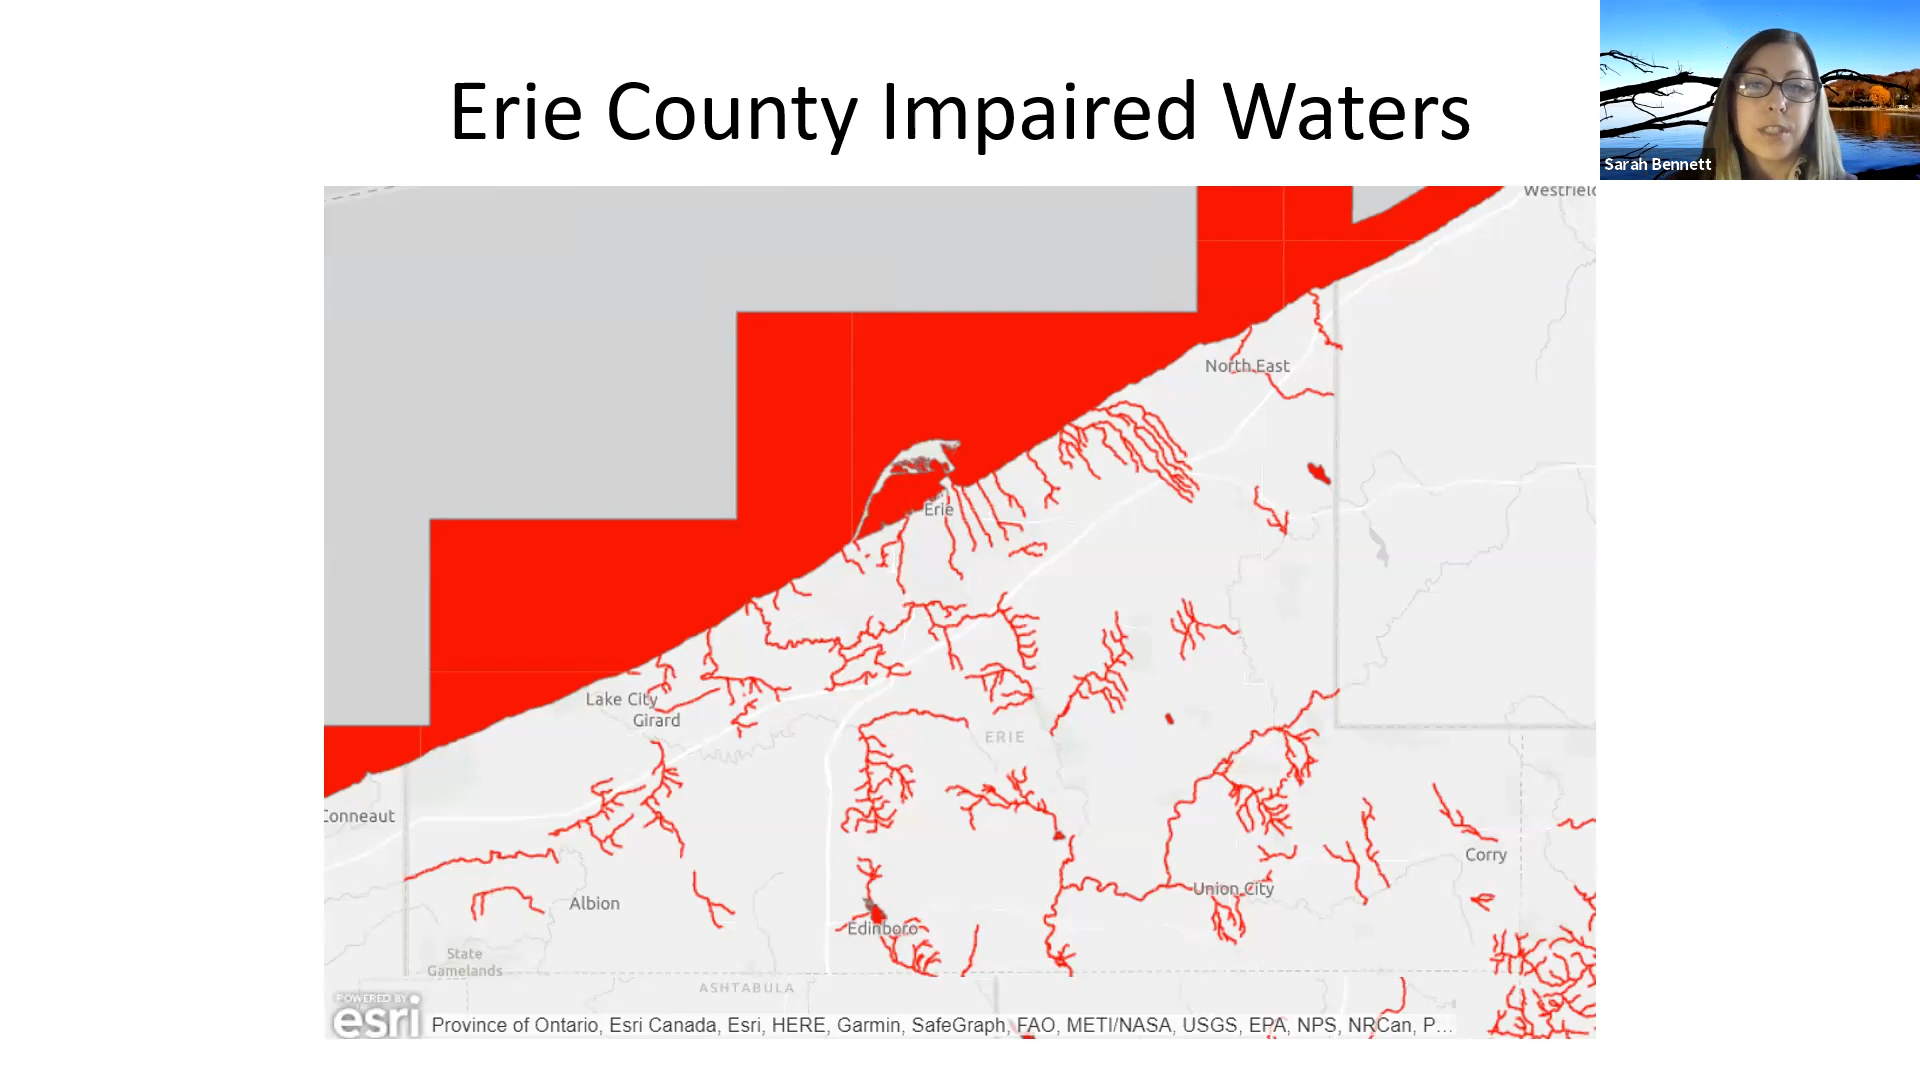 Erie County Impaired Waters
Sarah Bennett
Westfield
North East
Erie
Lake City
Girard
ERIE
Conneaut
Corry
Union City
Albion
Edinboro
State
Gamelands
ASHTABULA
POWERED BY
esri
Province of Ontario, Esri Canada, Esri, HERE, Garmin, SafeGraph, FAO, METI/NASA, USGS, EPA, NPS, NRCan, P...